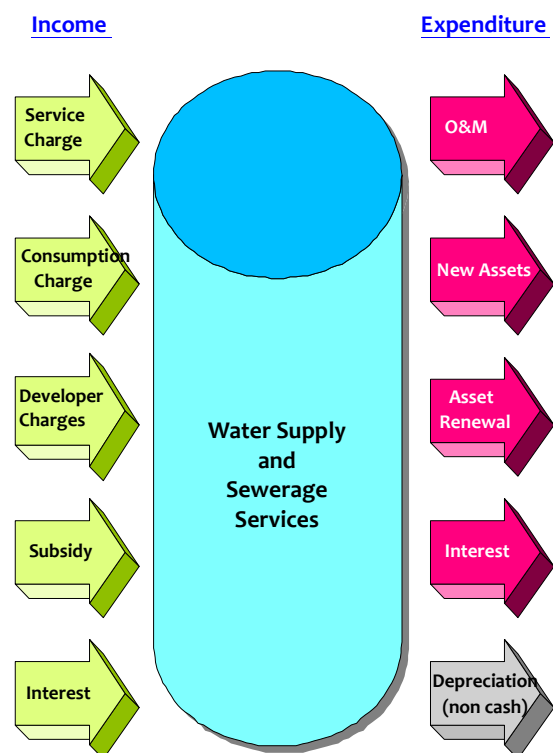 Income
Expenditure
Service
Charge
O&M
Consumption
Charge
New Assets
Developer
Charges
Asset
Renewal
Water Supply
and
Sewerage
Services
Subsidy
Interest
Interest
Depreciation
(non cash)